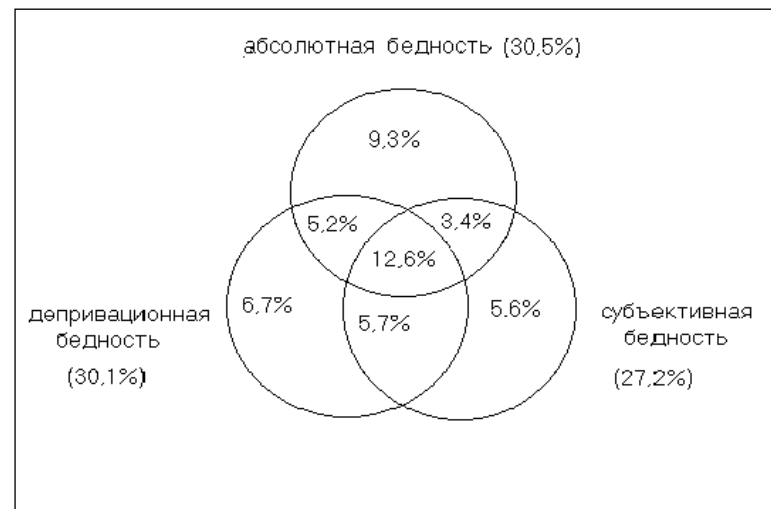 абсолютная бедность (30,5%)
9,3%
5,2%
3,4%
12,6%
6,7%
5,7%
5.6%
депривационная
бедность
(30,1%)
субъективная
бедность
(27,2%)